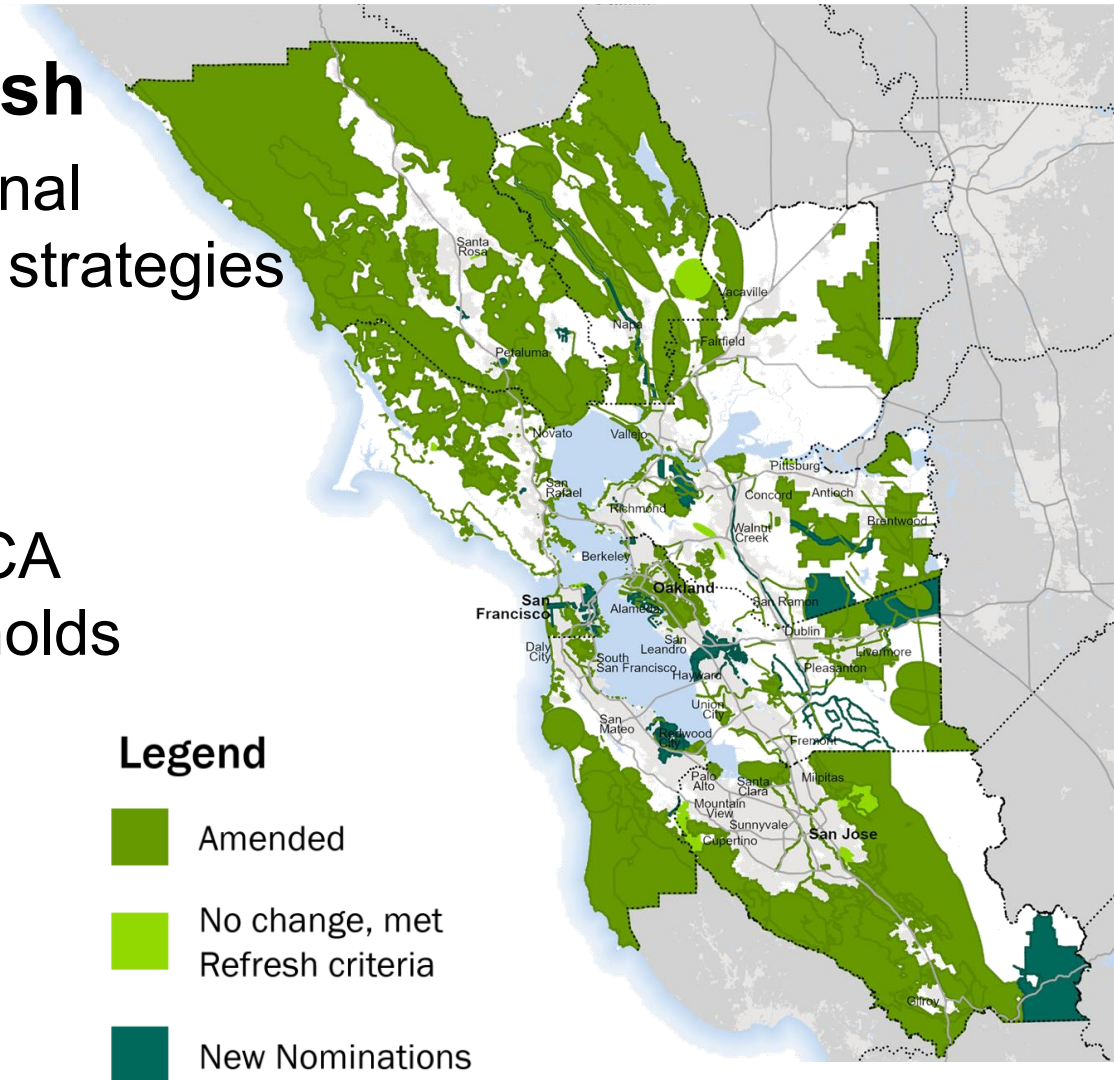 sh
nal
strategies
CA
nolds
Legend
Amended
No change, met
Refresh criteria
New Nominations
Santa
Rosa
Vacaville
Napa
Fairfield
Petaluma
Novato
Vallejo
Pittsburg
San
Rafael
Concord
Antioch
Richmond
Brentwood
Walnut
Creek
Berkeley
Oakland
San
Francisco
Alameda
San Ramon
Dublin
Daly
City
San
Leandro
Livermore
South
San Francisco
Pleasanton
Hayward
Union
City
San
Mateo
Redwood
City
Fremont
Palo
Alto
Santa
Clara
Milpitas
Mountain
View
Sunnyvale
San Jose
Cupertino
Gilroy